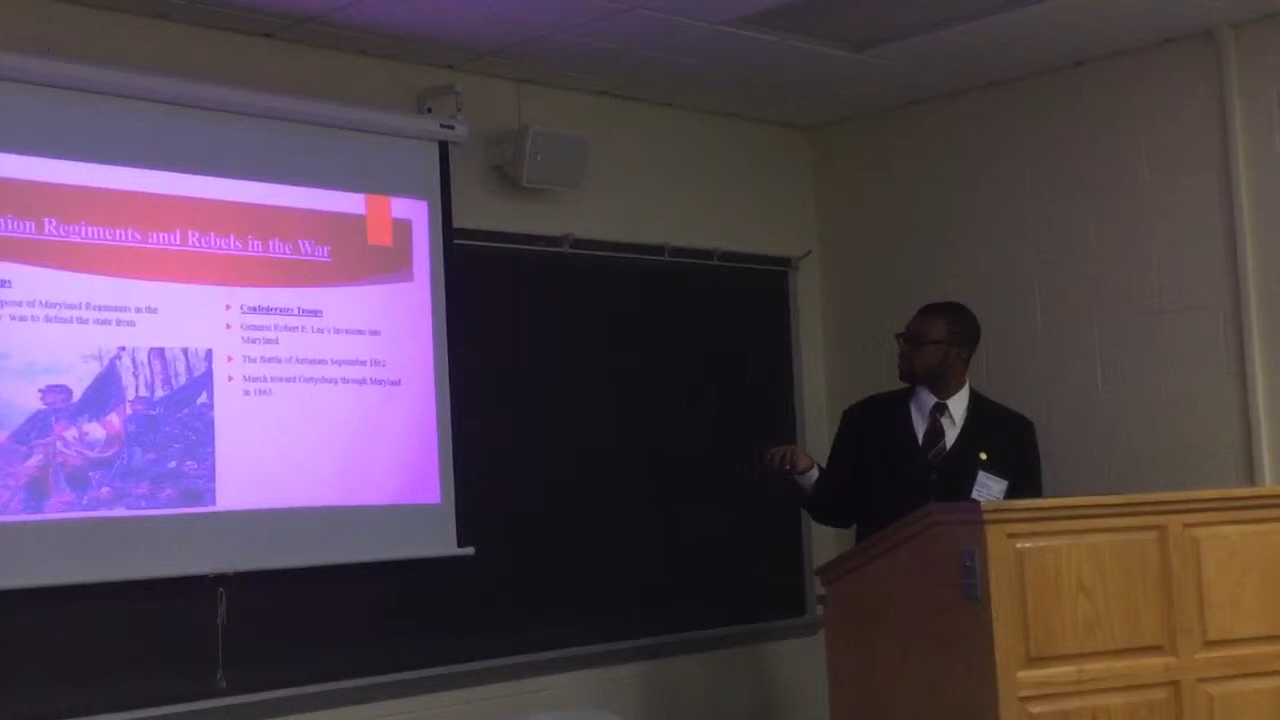 nion Regiments and Rebels in the War
ps
pose of Maryland Regiments in the
was to defend the state from
Confederates Troops
General Robert E. Lee's Invasions into
Maryland.
The Battle of Antietam September 1862
March toward Gettysburg through Maryland
in 1863.